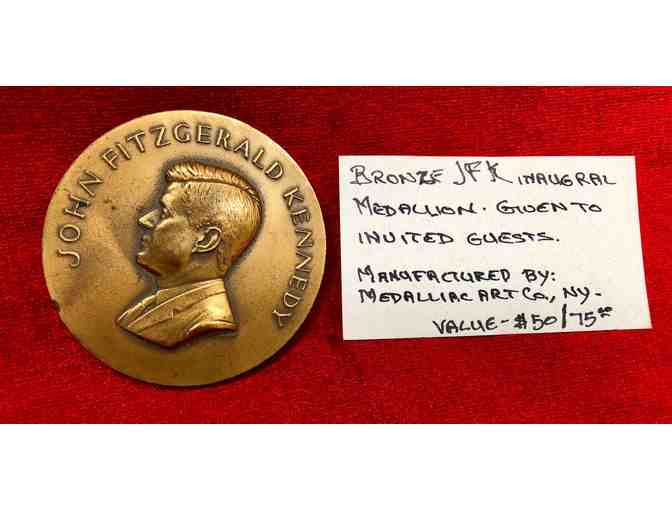 JOHN FITZGERALD KENNEDY
BRONZE JFK INAUGRAL
MEDALLION. GIVEN TO
INVITED GUESTS.
MANUFACTURED BY:
MEDALLIAC ART CO., NY.
VALUE - $50/75.00